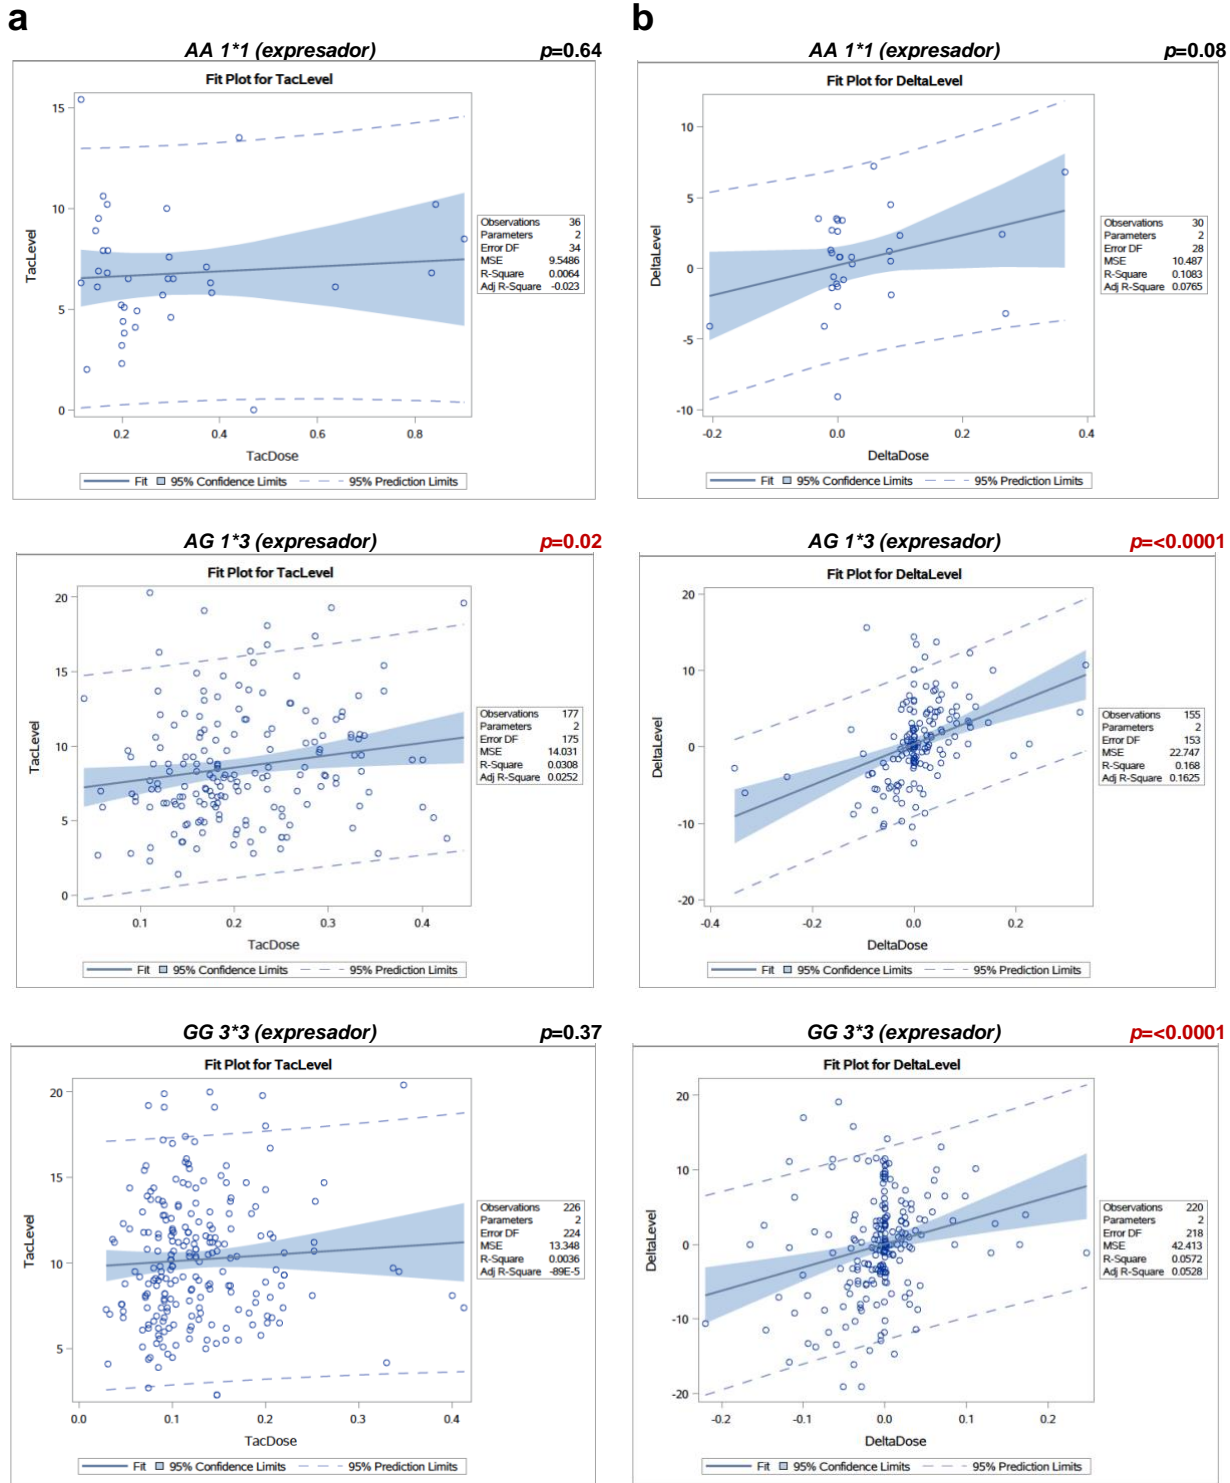 a
AA 1*1 (expresador) p=0.64
Fit Plot for TacLevel
15
10
5
0
TacLevel
0.2 0.4 0.6 0.8
TacDose
Observations 36
Parameters 2
Error DF 34
MSE 9.5486
R-Square 0.0064
Adj R-Square -0.023
Fit 95% Confidence Limits 95% Prediction Limits
b
AA 1*1 (expresador) p=0.08
Fit Plot for DeltaLevel
10
5
0
-5
-10
DeltaLevel
-0.2 0.0 0.2 0.4
DeltaDose
Observations 30
Parameters 2
Error DF 28
MSE 10.487
R-Square 0.1083
Adj R-Square 0.0765
Fit 95% Confidence Limits 95% Prediction Limits
AG 1*3 (expresador) p=0.02
Fit Plot for TacLevel
20
15
10
5
0
TacLevel
0.1 0.2 0.3 0.4
TacDose
Observations 177
Parameters 2
Error DF 175
MSE 14.031
R-Square 0.0308
Adj R-Square 0.0252
Fit 95% Confidence Limits 95% Prediction Limits
AG 1*3 (expresador) p=<0.0001
Fit Plot for DeltaLevel
20
10
0
-10
-20
DeltaLevel
-0.4 -0.2 0.0 0.2
DeltaDose
Observations 155
Parameters 2
Error DF 153
MSE 22.747
R-Square 0.168
Adj R-Square 0.1625
Fit 95% Confidence Limits 95% Prediction Limits
GG 3*3 (expresador) p=0.37
Fit Plot for TacLevel
20
15
10
5
TacLevel
0.0 0.1 0.2 0.3 0.4
TacDose
Observations 226
Parameters 2
Error DF 224
MSE 13.348
R-Square 0.0036
Adj R-Square -89E-5
Fit 95% Confidence Limits 95% Prediction Limits
GG 3*3 (expresador) p=<0.0001
Fit Plot for DeltaLevel
20
10
0
-10
-20
DeltaLevel
-0.2 -0.1 0.0 0.1 0.2
DeltaDose
Observations 220
Parameters 2
Error DF 218
MSE 42.413
R-Square 0.0572
Adj R-Square 0.0528
Fit 95% Confidence Limits 95% Prediction Limits